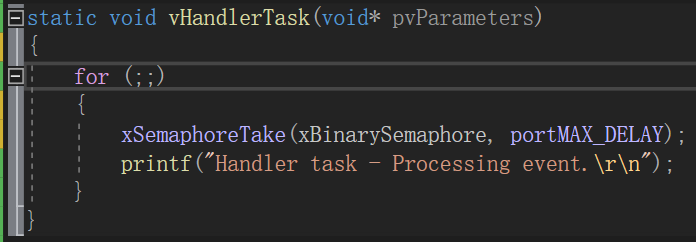 static void vHandlerTask(void* pvParameters)
{
for (;;)
{
xSemaphoreTake(xBinarySemaphore, portMAX_DELAY);
printf("Handler task - Processing event.\r\n");
}
}